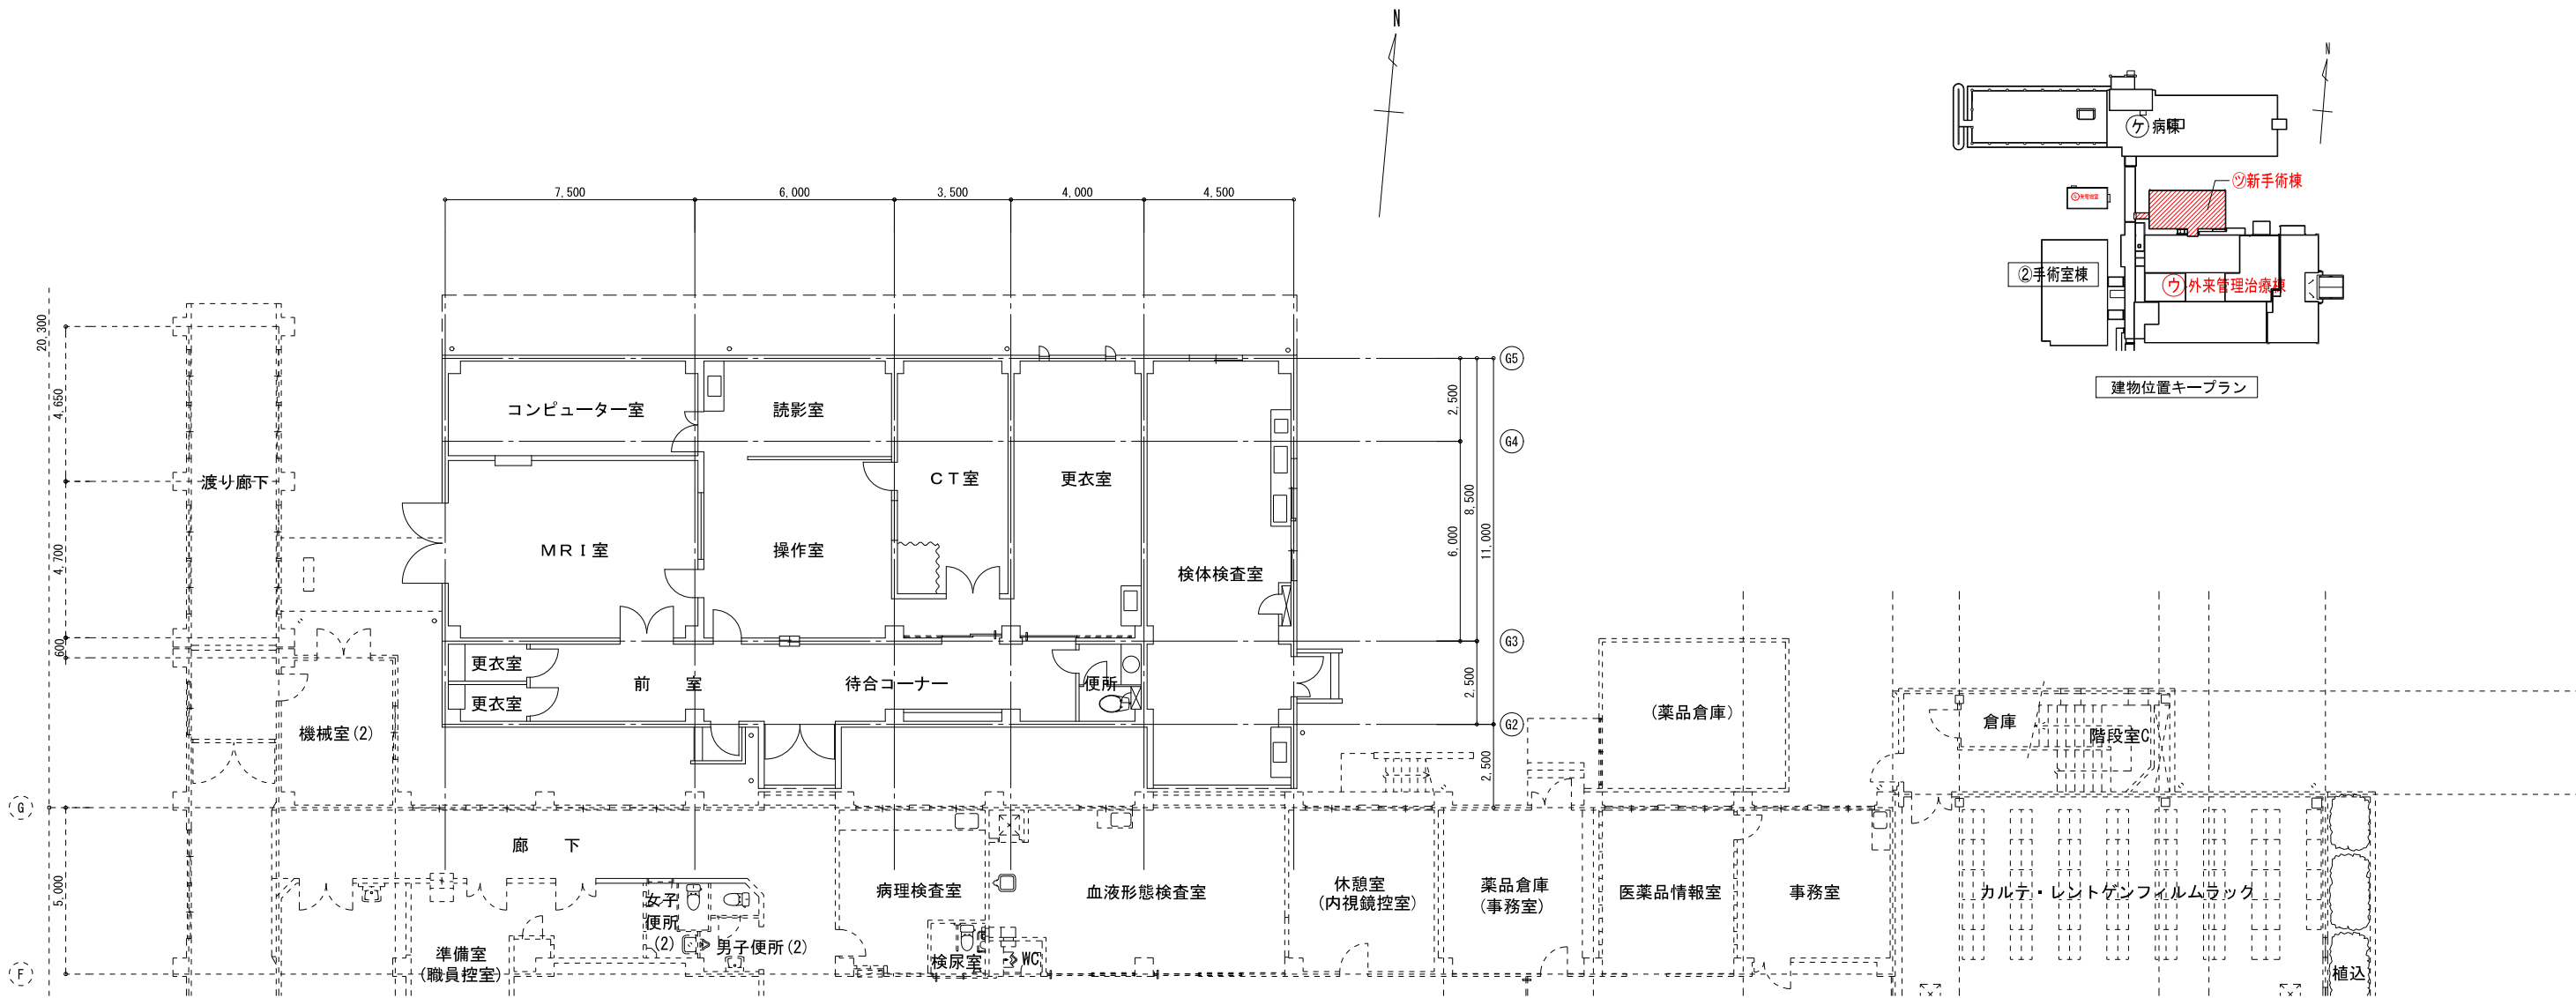 N
N
ケ 病棟
ツ新手術棟
②手術室棟
ウ 外来管理治療棟
建物位置キープラン
7,500
6,000
3,500
4,000
4,500
20,300
4,650
4,700
600
5,000
G5
G4
G3
G2
G
F
2,500
6,000
2,500
8,500
11,000
2,500
コンピューター室
読影室
CT室
更衣室
渡り廊下
MRI室
操作室
検体検査室
更衣室
更衣室
前 室
待合コーナー
便所
機械室(2)
(薬品倉庫)
倉庫
階段室C
廊 下
病理検査室
血液形態検査室
休憩室
(内視鏡控室)
薬品倉庫
(事務室)
医薬品情報室
事務室
カルテ・レントゲンフィルムラック
女子
便所
(2)
男子便所(2)
準備室
(職員控室)
検尿室
WC
植込